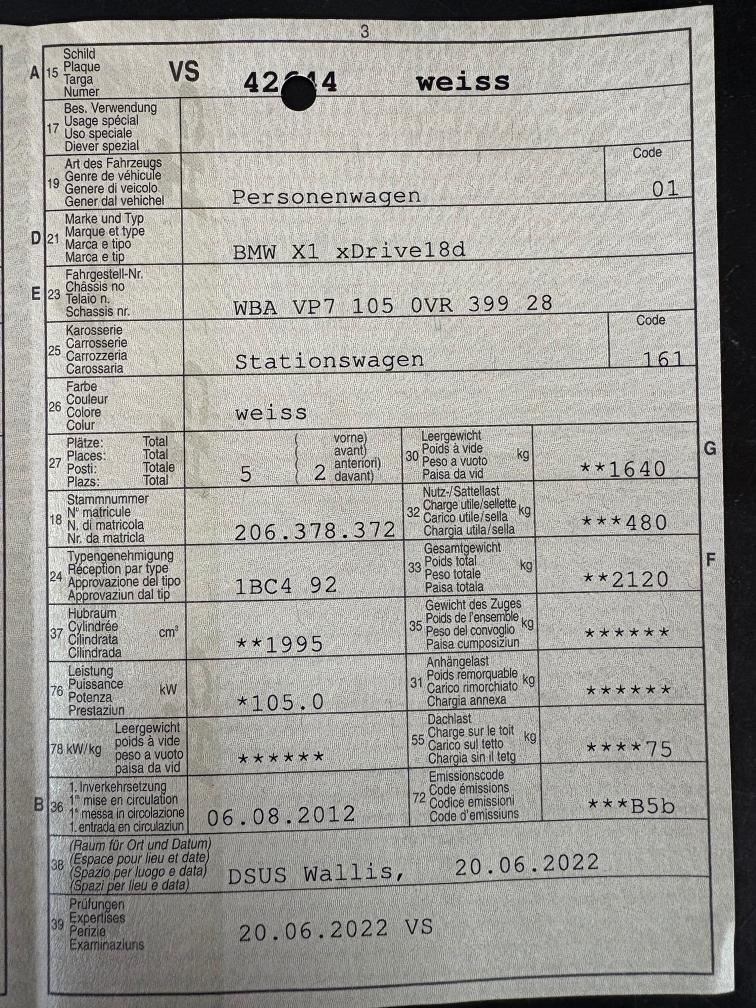 3
A 15 Schild
Plaque
Targa
Numer
VS 42 44 weiss
17 Bes. Verwendung
Usage spécial
Uso speciale
Diever spezial
19 Art des Fahrzeugs
Genre de véhicule
Genere di veicolo
Gener dal vehichel
Personenwagen
Code
01
D 21 Marke und Typ
Marque et type
Marca e tipo
Marca e tip
BMW X1 xDrive18d
E 23 Fahrgestell-Nr.
Châssis no
Telaio n.
Schassis nr.
WBA VP7 105 0VR 399 28
25 Karosserie
Carrosserie
Carrozzeria
Carossaria
Stationswagen
Code
161
26 Farbe
Couleur
Colore
Colur
weiss
27 Plätze: Total
Places: Total
Posti: Totale
Plazs: Total
5 ( 2 vorne)
avant)
anteriori)
davant)
G 30 Leergewicht
Poids à vide
Peso a vuoto
Paisa da vid
kg
**1640
18 Stammnummer
N° matricule
N. di matricola
Nr. da matricla
206.378.372
32 Nutz-/Sattellast
Charge utile/sellette
Carico utile/sella
Chargia utila/sella
kg
***480
24 Typengenehmigung
Réception par type
Approvazione del tipo
Approvaziun dal tip
1BC4 92
F 33 Gesamtgewicht
Poids total
Peso totale
Paisa totala
kg
**2120
37 Hubraum
Cylindrée
Cilindrata
Cilindrada
cm³
**1995
35 Gewicht des Zuges
Poids de l'ensemble
Peso del convoglio
Paisa cumposiziun
kg
******
76 Leistung
Puissance
Potenza
Prestaziun
kW
*105.0
31 Anhängelast
Poids remorquable
Carico rimorchiato
Chargia annexa
kg
******
78 kW/kg Leergewicht
poids à vide
peso a vuoto
paisa da vid
******
55 Dachlast
Charge sur le toit
Carico sul tetto
Chargia sin il tetg
kg
****75
B 36 1. Inverkehrsetzung
1re mise en circulation
1a messa in circolazione
1. entrada en circulaziun
06.08.2012
72 Emissionscode
Code émissions
Codice emissioni
Code d'emissiuns
***B5b
38 (Raum für Ort und Datum)
(Espace pour lieu et date)
(Spazio per luogo e data)
(Spazi per lieu e data)
DSUS Wallis, 20.06.2022
39 Prüfungen
Expertises
Perizie
Examinaziuns
20.06.2022 VS